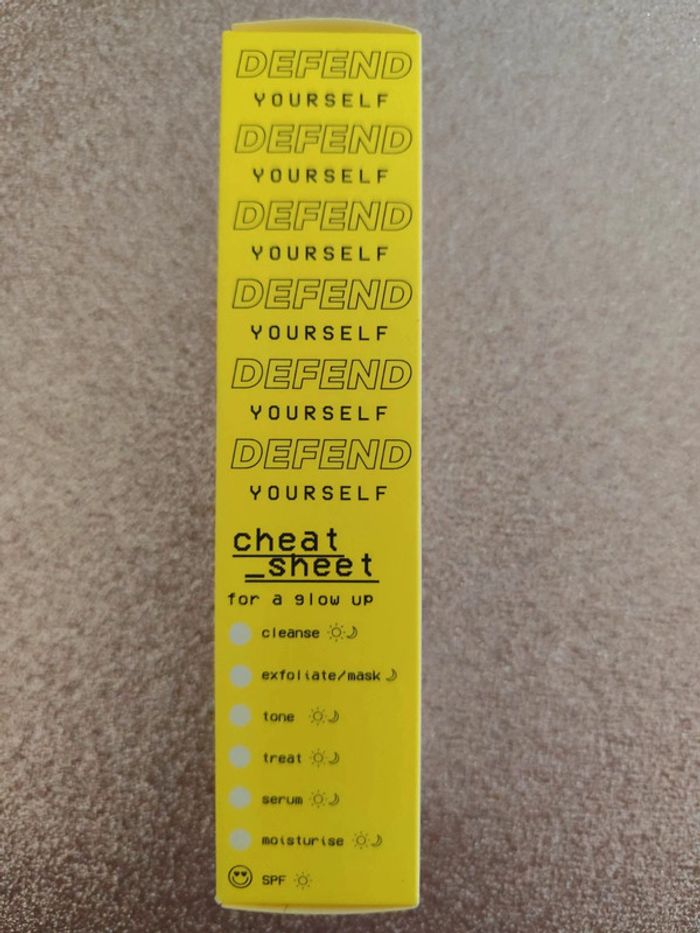 DEFEND
YOURSELF
DEFEND
YOURSELF
DEFEND
YOURSELF
DEFEND
YOURSELF
DEFEND
YOURSELF
DEFEND
YOURSELF
cheat
_sheet
for a glow up
cleanse
exfoliate/mask
tone
treat
serum
moisturise
SPF